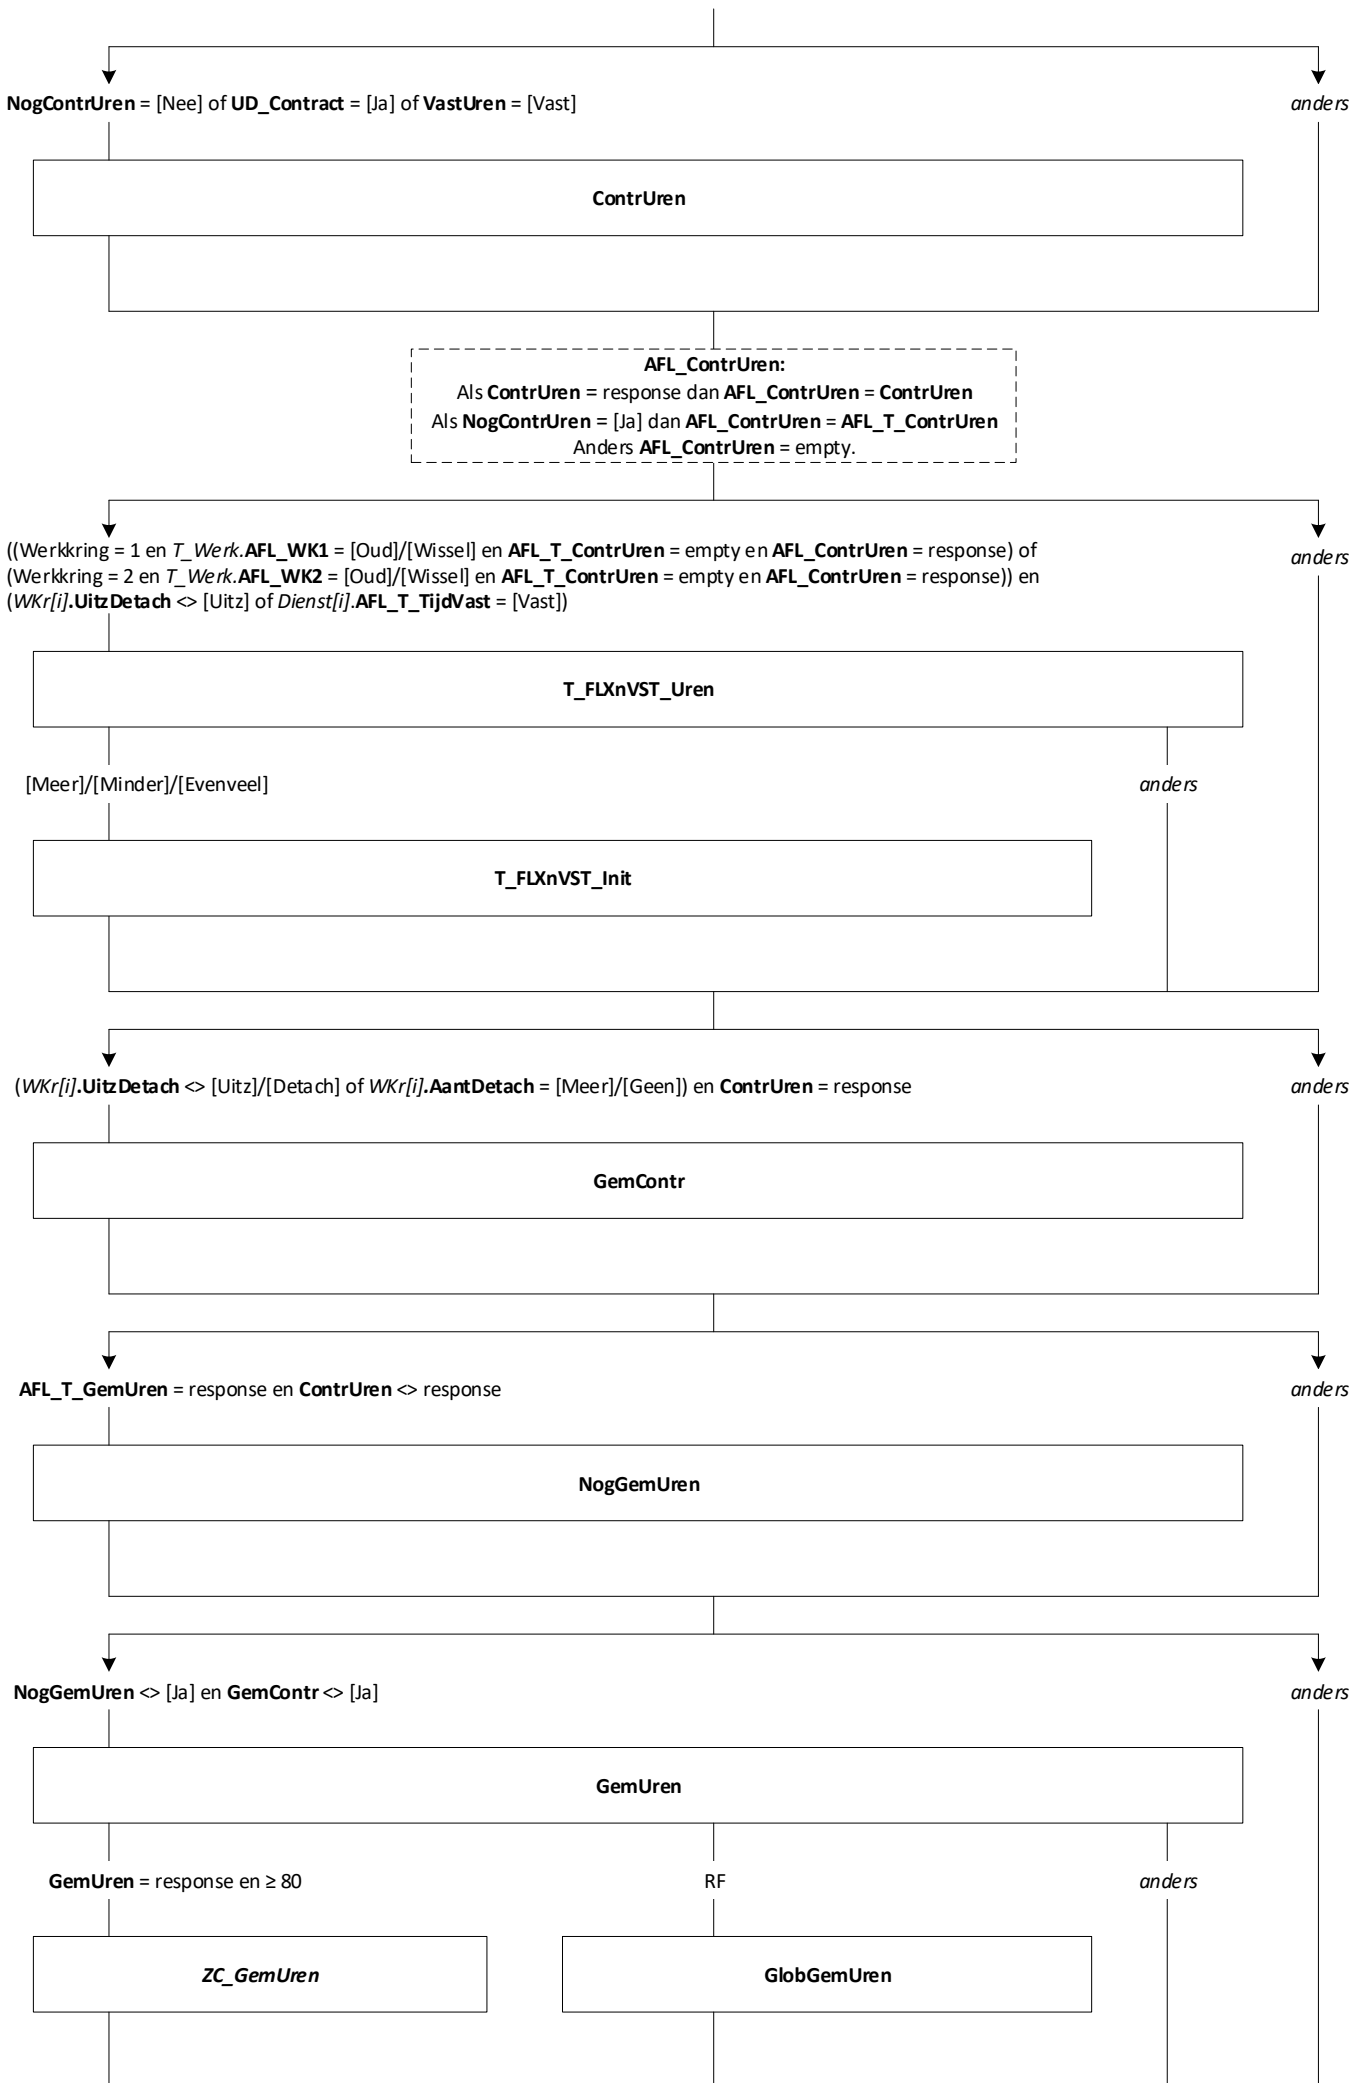 NogContrUren = [Nee] of UD_Contract = [Ja] of VastUren = [Vast]
anders
ContrUren
AFL_ContrUren:
Als ContrUren = response dan AFL_ContrUren = ContrUren
Als NogContrUren = [Ja] dan AFL_ContrUren = AFL_T_ContrUren
Anders AFL_ContrUren = empty.
((Werkkring = 1 en T_Werk.AFL_WK1 = [Oud]/[Wissel] en AFL_T_ContrUren = empty en AFL_ContrUren = response) of
(Werkkring = 2 en T_Werk.AFL_WK2 = [Oud]/[Wissel] en AFL_T_ContrUren = empty en AFL_ContrUren = response)) en
(WKr[i].UitzDetach <> [Uitz] of Dienst[i].AFL_T_TijdVast = [Vast])
anders
T_FLXnVST_Uren
[Meer]/[Minder]/[Evenveel]
anders
T_FLXnVST_Init
(WKr[i].UitzDetach <> [Uitz]/[Detach] of WKr[i].AantDetach = [Meer]/[Geen]) en ContrUren = response
anders
GemContr
AFL_T_GemUren = response en ContrUren <> response
anders
NogGemUren
NogGemUren <> [Ja] en GemContr <> [Ja]
anders
GemUren
GemUren = response en ≥ 80
RF
anders
ZC_GemUren
GlobGemUren